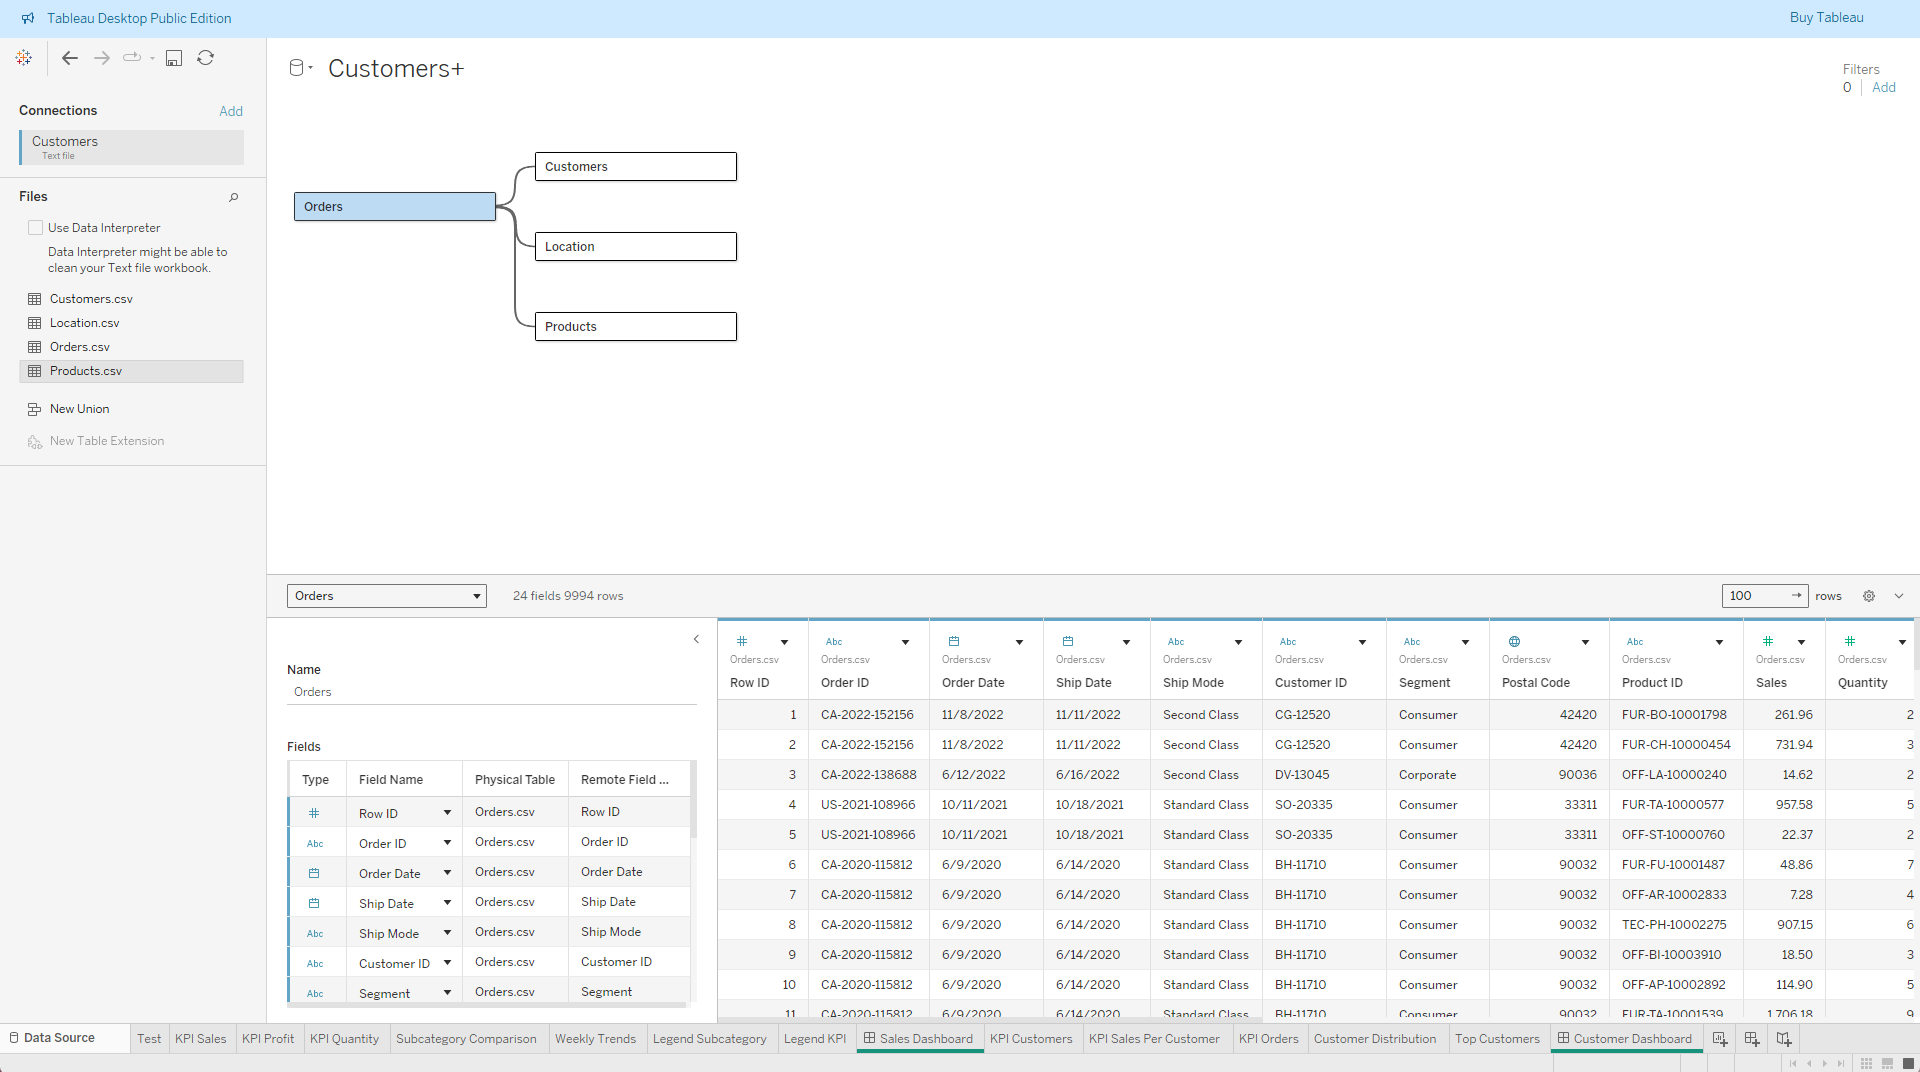 Tableau Desktop Public Edition
Buy Tableau
Customers+
Filters
0 Add
Connections Add
Customers
Text file
Files
Use Data Interpreter
Data Interpreter might be able to
clean your Text file workbook.
Customers.csv
Location.csv
Orders.csv
Products.csv
New Union
New Table Extension
Orders
Customers
Location
Products
Orders 24 fields 9994 rows 100 rows
Name
Orders
Fields
Type Field Name Physical Table Remote Field ...
Row ID Orders.csv Row ID
Abc Order ID Orders.csv Order ID
Order Date Orders.csv Order Date
Ship Date Orders.csv Ship Date
Abc Ship Mode Orders.csv Ship Mode
Abc Customer ID Orders.csv Customer ID
Abc Segment Orders.csv Segment
Abc Abc Abc Abc Abc
Orders.csv Orders.csv Orders.csv Orders.csv Orders.csv Orders.csv Orders.csv Orders.csv Orders.csv Orders.csv Orders.csv
Row ID Order ID Order Date Ship Date Ship Mode Customer ID Segment Postal Code Product ID Sales Quantity
1 CA-2022-152156 11/8/2022 11/11/2022 Second Class CG-12520 Consumer 42420 FUR-BO-10001798 261.96 2
2 CA-2022-152156 11/8/2022 11/11/2022 Second Class CG-12520 Consumer 42420 FUR-CH-10000454 731.94 3
3 CA-2022-138688 6/12/2022 6/16/2022 Second Class DV-13045 Corporate 90036 OFF-LA-10000240 14.62 2
4 US-2021-108966 10/11/2021 10/18/2021 Standard Class SO-20335 Consumer 33311 FUR-TA-10000577 957.58 5
5 US-2021-108966 10/11/2021 10/18/2021 Standard Class SO-20335 Consumer 33311 OFF-ST-10000760 22.37 2
6 CA-2020-115812 6/9/2020 6/14/2020 Standard Class BH-11710 Consumer 90032 FUR-FU-10001487 48.86 7
7 CA-2020-115812 6/9/2020 6/14/2020 Standard Class BH-11710 Consumer 90032 OFF-AR-10002833 7.28 4
8 CA-2020-115812 6/9/2020 6/14/2020 Standard Class BH-11710 Consumer 90032 TEC-PH-10002275 907.15 6
9 CA-2020-115812 6/9/2020 6/14/2020 Standard Class BH-11710 Consumer 90032 OFF-BI-10003910 18.50 3
10 CA-2020-115812 6/9/2020 6/14/2020 Standard Class BH-11710 Consumer 90032 OFF-AP-10002892 114.90 5
11 CA-2020-115812 6/9/2020 6/14/2020 Standard Class BH-11710 Consumer 90032 FUR-TA-10001539 1,706.18 9
Data Source Test KPI Sales KPI Profit KPI Quantity Subcategory Comparison Weekly Trends Legend Subcategory Legend KPI Sales Dashboard KPI Customers KPI Sales Per Customer KPI Orders Customer Distribution Top Customers Customer Dashboard